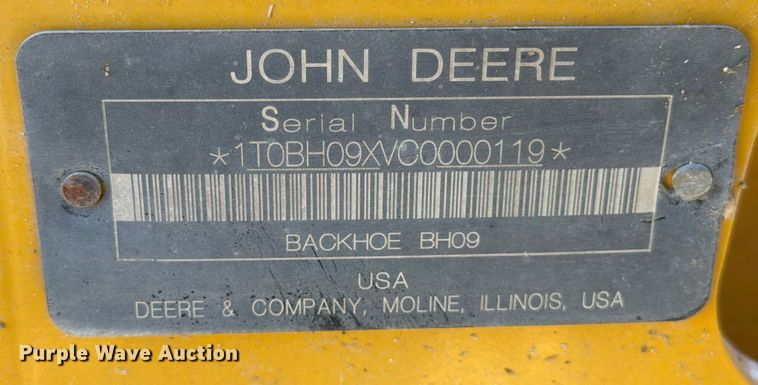 JOHN DEERE
Serial Number
*1T0BH09XVC0000119*
BACKHOE BH09
USA
DEERE & COMPANY, MOLINE, ILLINOIS, USA
Purple Wave Auction